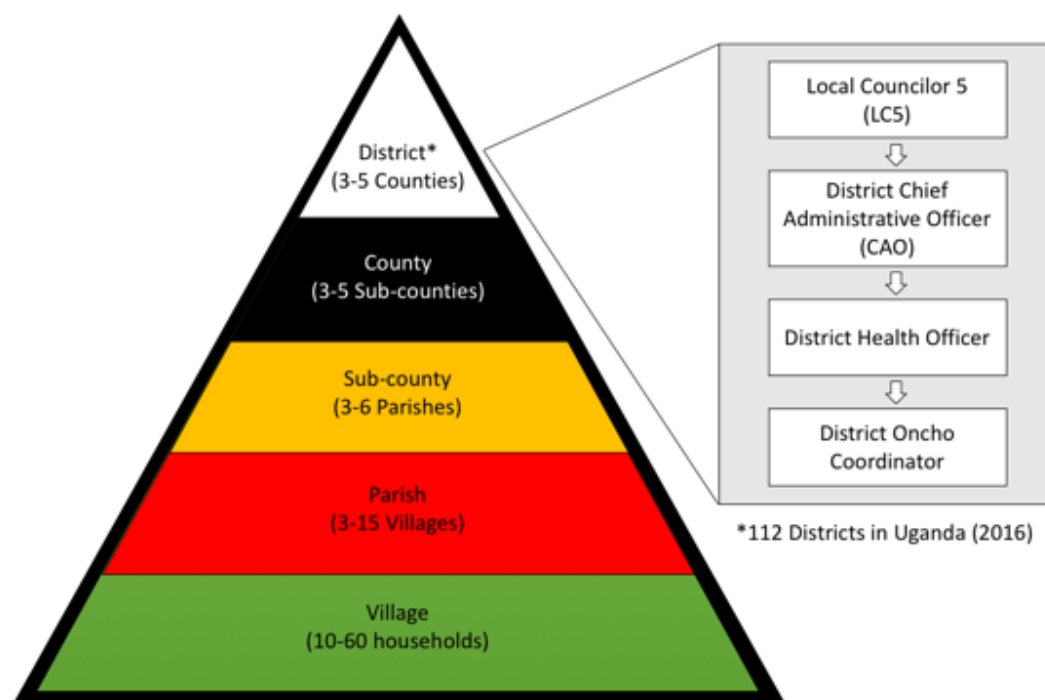 District*
(3-5 Counties)
County
(3-5 Sub-counties)
Sub-county
(3-6 Parishes)
Parish
(3-15 Villages)
Village
(10-60 households)
Local Councilor 5
(LC5)
District Chief
Administrative Officer
(CAO)
District Health Officer
District Oncho
Coordinator
*112 Districts in Uganda (2016)